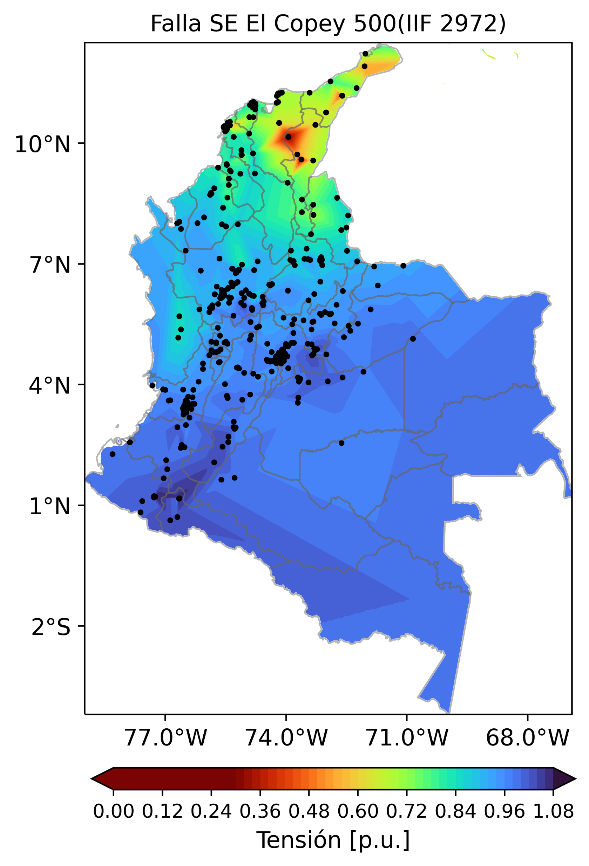 Falla SE El Copey 500(IIF 2972)
10°N
7°N
4°N
1°N
2°S
77.0°W 74.0°W 71.0°W 68.0°W
0.00 0.12 0.24 0.36 0.48 0.60 0.72 0.84 0.96 1.08
Tensión [p.u.]